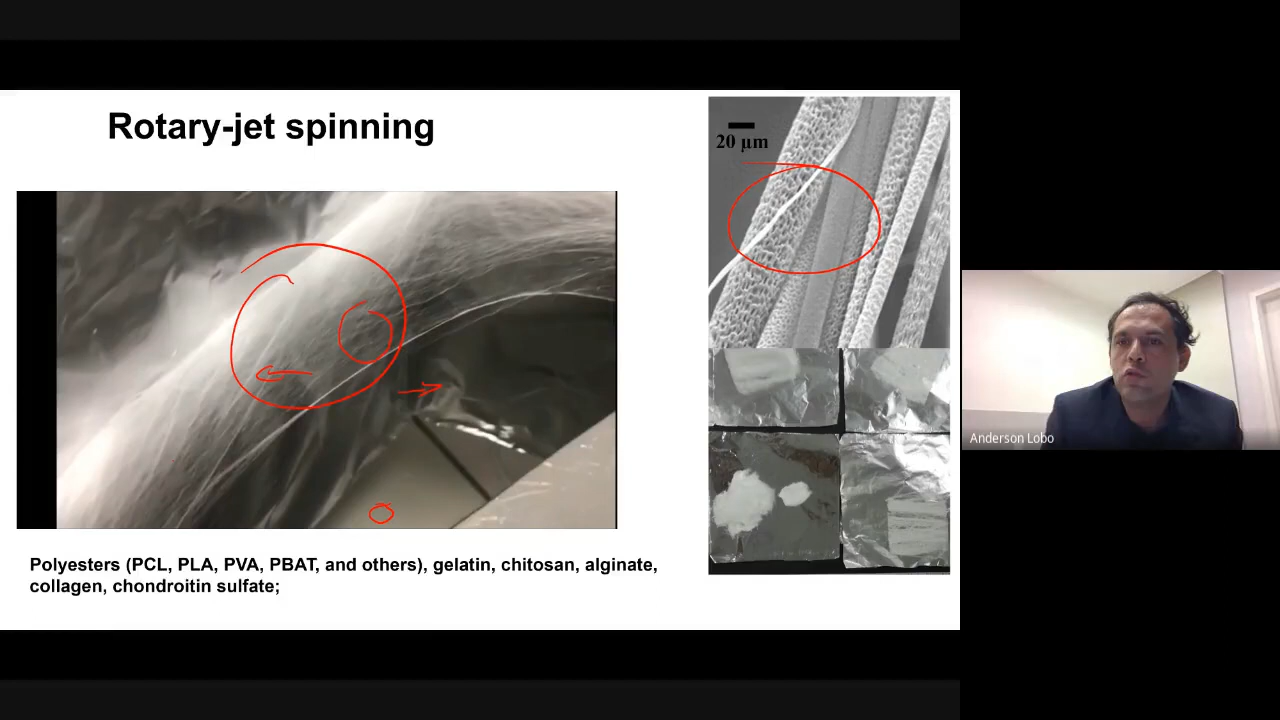 Rotary-jet spinning
20 µm
Polyesters (PCL, PLA, PVA, PBAT, and others), gelatin, chitosan, alginate,
collagen, chondroitin sulfate;
Anderson Lobo